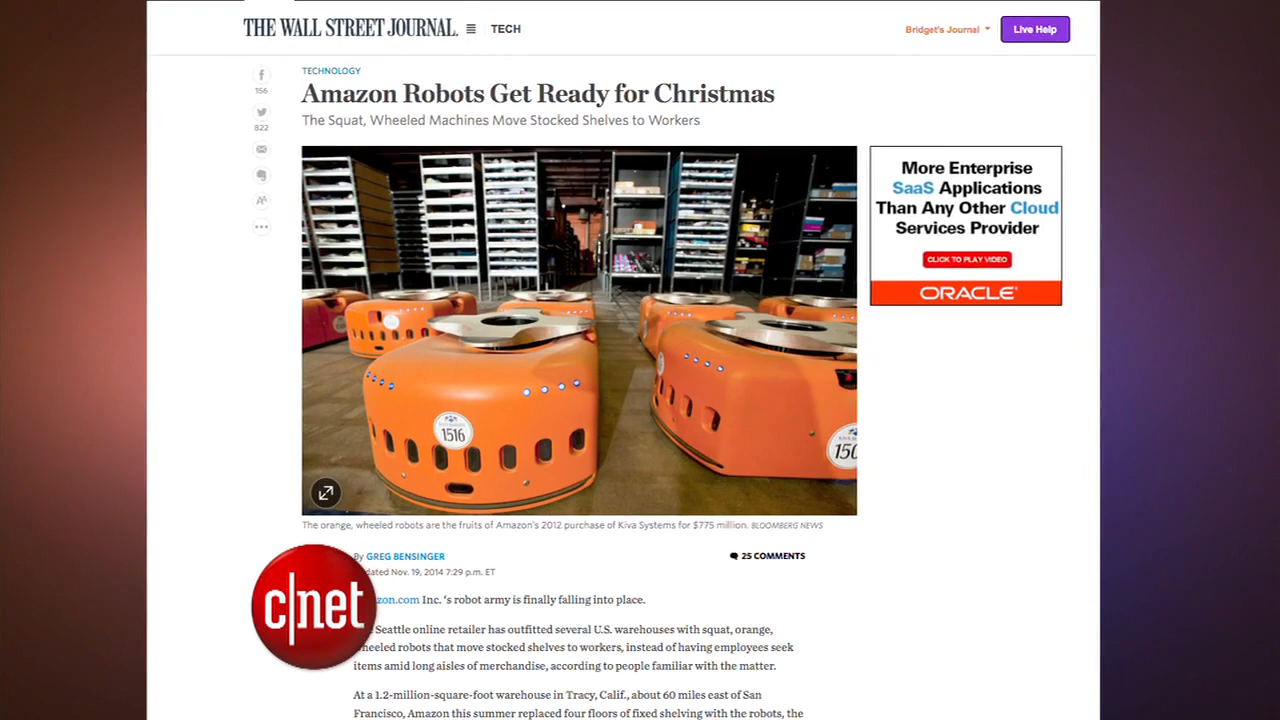 THE WALL STREET JOURNAL. TECH
Bridget's Journal
Live Help
156
822
TECHNOLOGY
Amazon Robots Get Ready for Christmas
The Squat, Wheeled Machines Move Stocked Shelves to Workers
1516
150
More Enterprise
SaaS Applications
Than Any Other Cloud
Services Provider
CLICK TO PLAY VIDEO
ORACLE
The orange, wheeled robots are the fruits of Amazon's 2012 purchase of Kiva Systems for $775 million. BLOOMBERG NEWS
By GREG BENSINGER
25 COMMENTS
dated Nov. 19, 2014 7:29 p.m. ET
c|net
zon.com Inc. 's robot army is finally falling into place.
Seattle online retailer has outfitted several U.S. warehouses with squat, orange,
wheeled robots that move stocked shelves to workers, instead of having employees seek
items amid long aisles of merchandise, according to people familiar with the matter.
At a 1.2-million-square-foot warehouse in Tracy, Calif., about 60 miles east of San
Francisco, Amazon this summer replaced four floors of fixed shelving with the robots, the